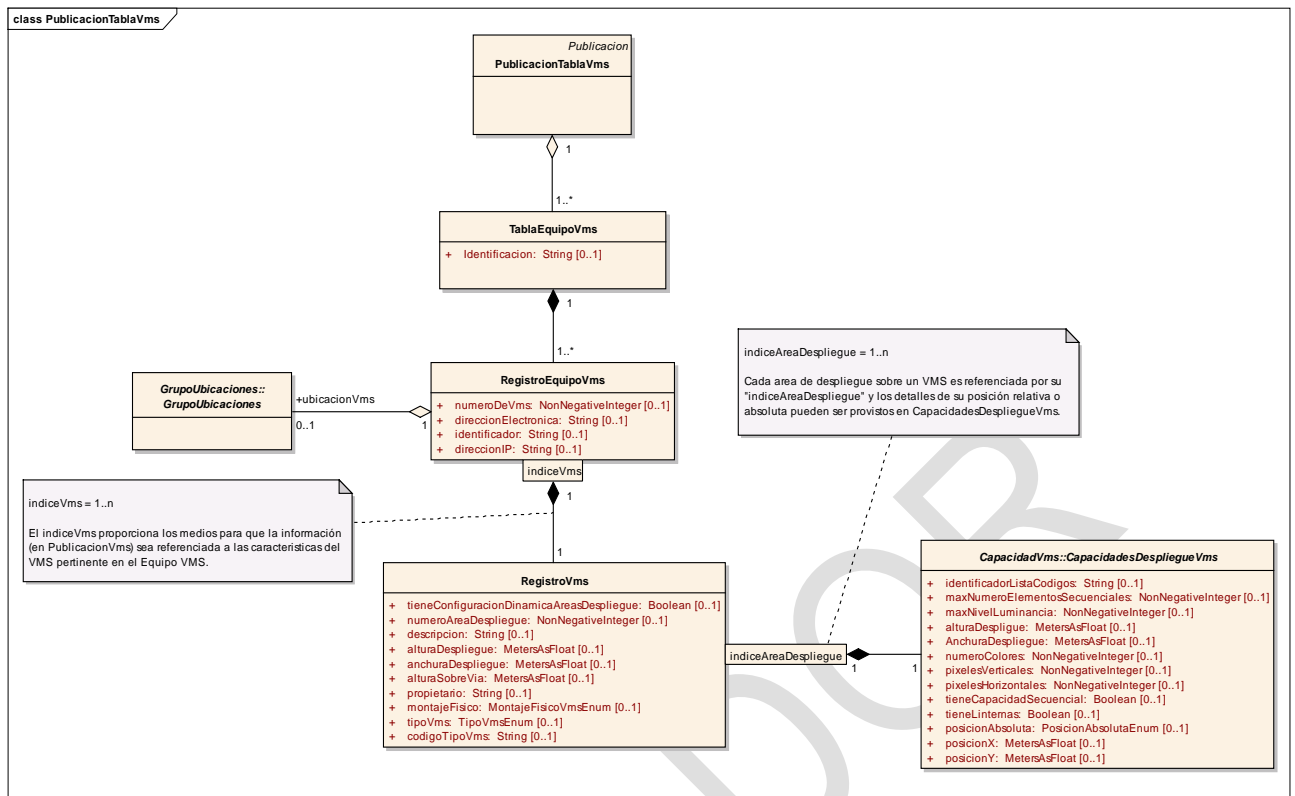 class PublicacionTablaVms
Publicacion
PublicacionTablaVms
1
1..*
TablaEquipoVms
+ Identificacion: String [0..1]
1
1..*
GrupoUbicaciones::
GrupoUbicaciones
+ubicacionVms
0..1
1
RegistroEquipoVms
+ numeroDeVms: NonNegativeInteger [0..1]
+ direccionElectronica: String [0..1]
+ identificador: String [0..1]
+ direccionIP: String [0..1]
indiceVms
1
1
indiceAreaDespliegue = 1..n
Cada area de despliegue sobre un VMS es referenciada por su
"indiceAreaDespliegue" y los detalles de su posición relativa o
absoluta pueden ser provistos en CapacidadesDespliegueVms.
indiceVms = 1..n
El indiceVms proporciona los medios para que la información
(en PublicacionVms) sea referenciada a las caracteristicas del
VMS pertinente en el Equipo VMS.
RegistroVms
+ tieneConfiguracionDinamicaAreasDespliegue: Boolean [0..1]
+ numeroAreaDespliegue: NonNegativeInteger [0..1]
+ descripcion: String [0..1]
+ alturaDespliegue: MetersAsFloat [0..1]
+ anchuraDespliegue: MetersAsFloat [0..1]
+ alturaSobreVia: MetersAsFloat [0..1]
+ propietario: String [0..1]
+ montajeFisico: MontajeFisicoVmsEnum [0..1]
+ tipoVms: TipoVmsEnum [0..1]
+ codigoTipoVms: String [0..1]
indiceAreaDespliegue
1
1
CapacidadVms::CapacidadesDespliegueVms
+ identificadorListaCodigos: String [0..1]
+ maxNumeroElementosSecuenciales: NonNegativeInteger [0..1]
+ maxNivelLuminancia: NonNegativeInteger [0..1]
+ alturaDespligue: MetersAsFloat [0..1]
+ AnchuraDespliegue: MetersAsFloat [0..1]
+ numeroColores: NonNegativeInteger [0..1]
+ pixelesVerticales: NonNegativeInteger [0..1]
+ pixelesHorizontales: NonNegativeInteger [0..1]
+ tieneCapacidadSecuencial: Boolean [0..1]
+ tieneLinternas: Boolean [0..1]
+ posicionAbsoluta: PosicionAbsolutaEnum [0..1]
+ posicionX: MetersAsFloat [0..1]
+ posicionY: MetersAsFloat [0..1]
DOR